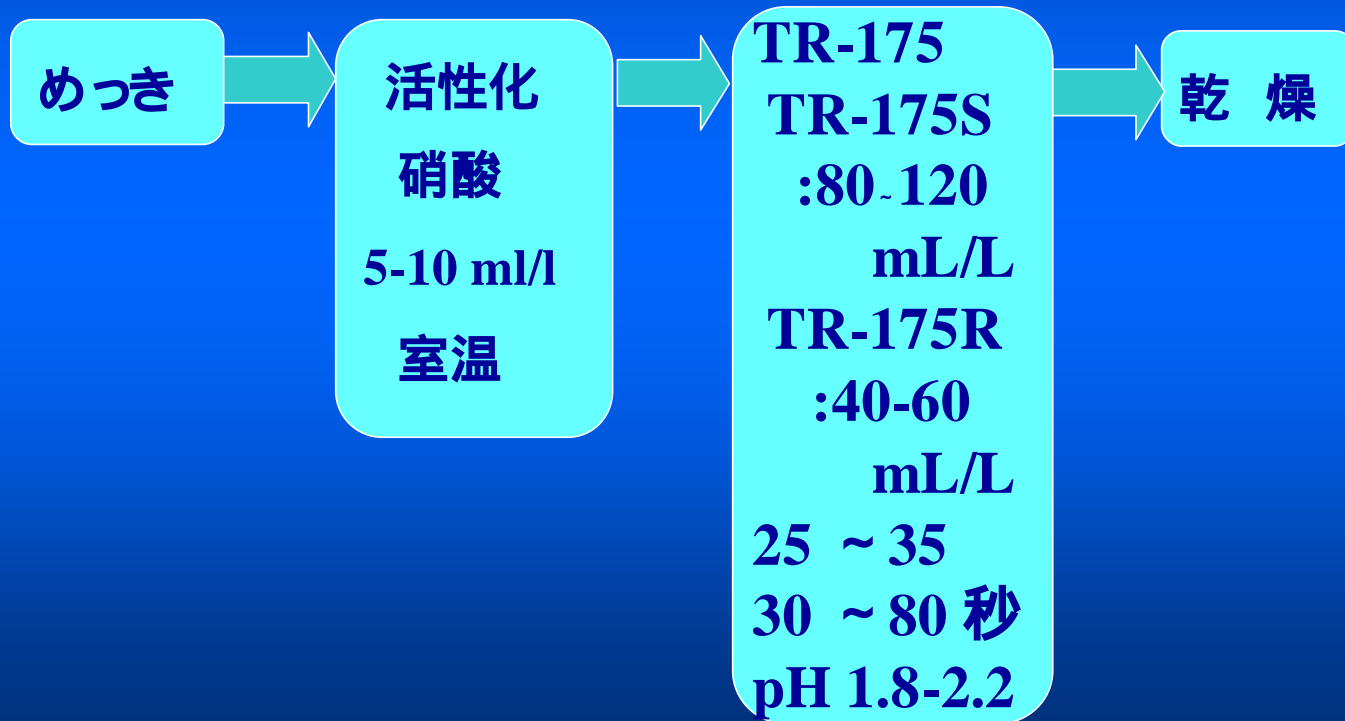 めっき
活性化
硝酸
5-10 ml/l
室温
TR-175
TR-175S
:80~120
mL/L
TR-175R
:40-60
mL/L
25 ~ 35
30 ~ 80 秒
pH 1.8-2.2
乾 燥